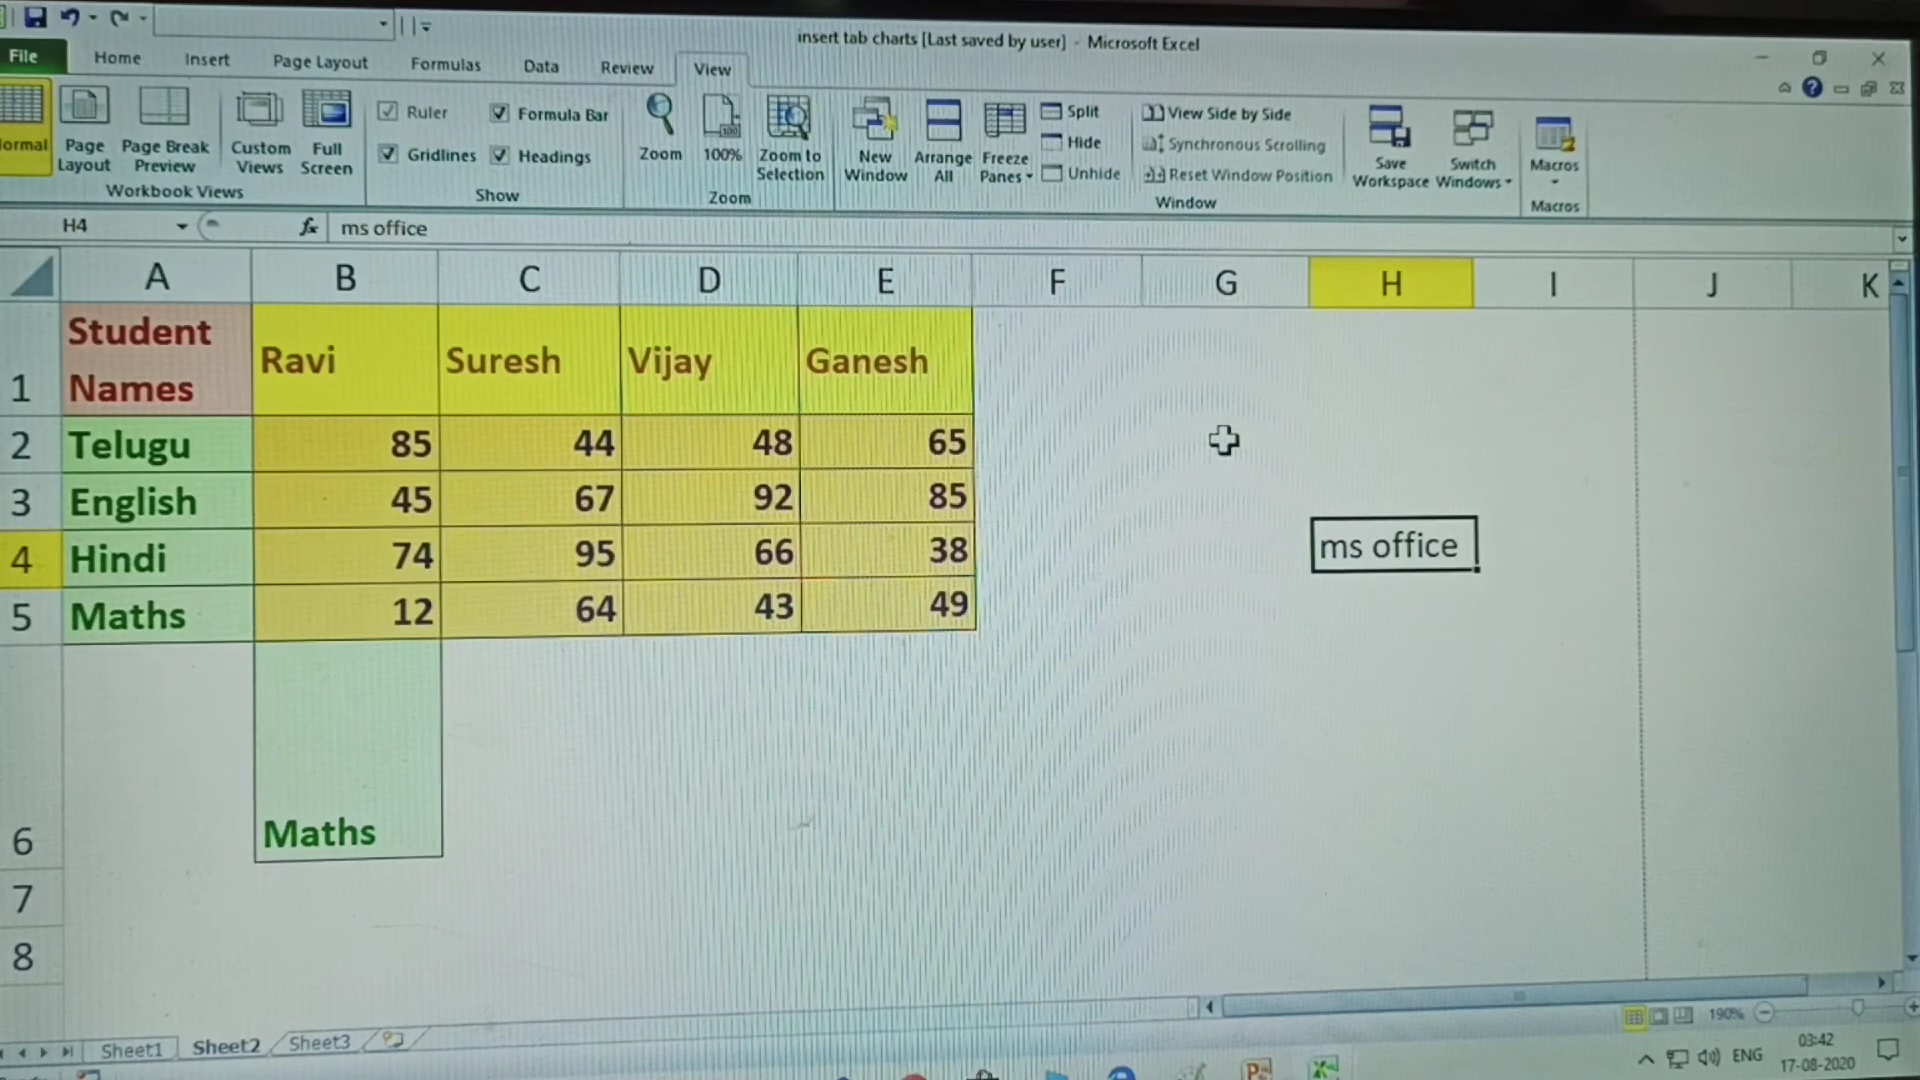 insert tab charts [Last saved by user] - Microsoft Excel
File Home Insert Page Layout Formulas Data Review View
Ruler Formula Bar
Gridlines Headings
Show
Page Layout
Page Break Preview
Custom Views
Full Screen
Workbook Views
Zoom
100%
Zoom to Selection
Zoom
New Window
Arrange All
Freeze Panes
Split
Hide
Unhide
View Side by Side
Synchronous Scrolling
Reset Window Position
Window
Save Workspace
Switch Windows
Macros
Macros
H4 fx ms office
A B C D E F G H I J K
1 Student Names Ravi Suresh Vijay Ganesh
2 Telugu 85 44 48 65
3 English 45 67 92 85
4 Hindi 74 95 66 38 ms office
5 Maths 12 64 43 49
6 Maths
7
8
Sheet1 Sheet2 Sheet3
190%
ENG
03:42
17-08-2020